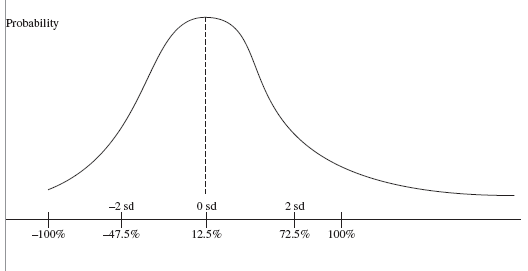 Probability
–2 sd 0 sd 2 sd
–100% –47.5% 12.5% 72.5% 100%